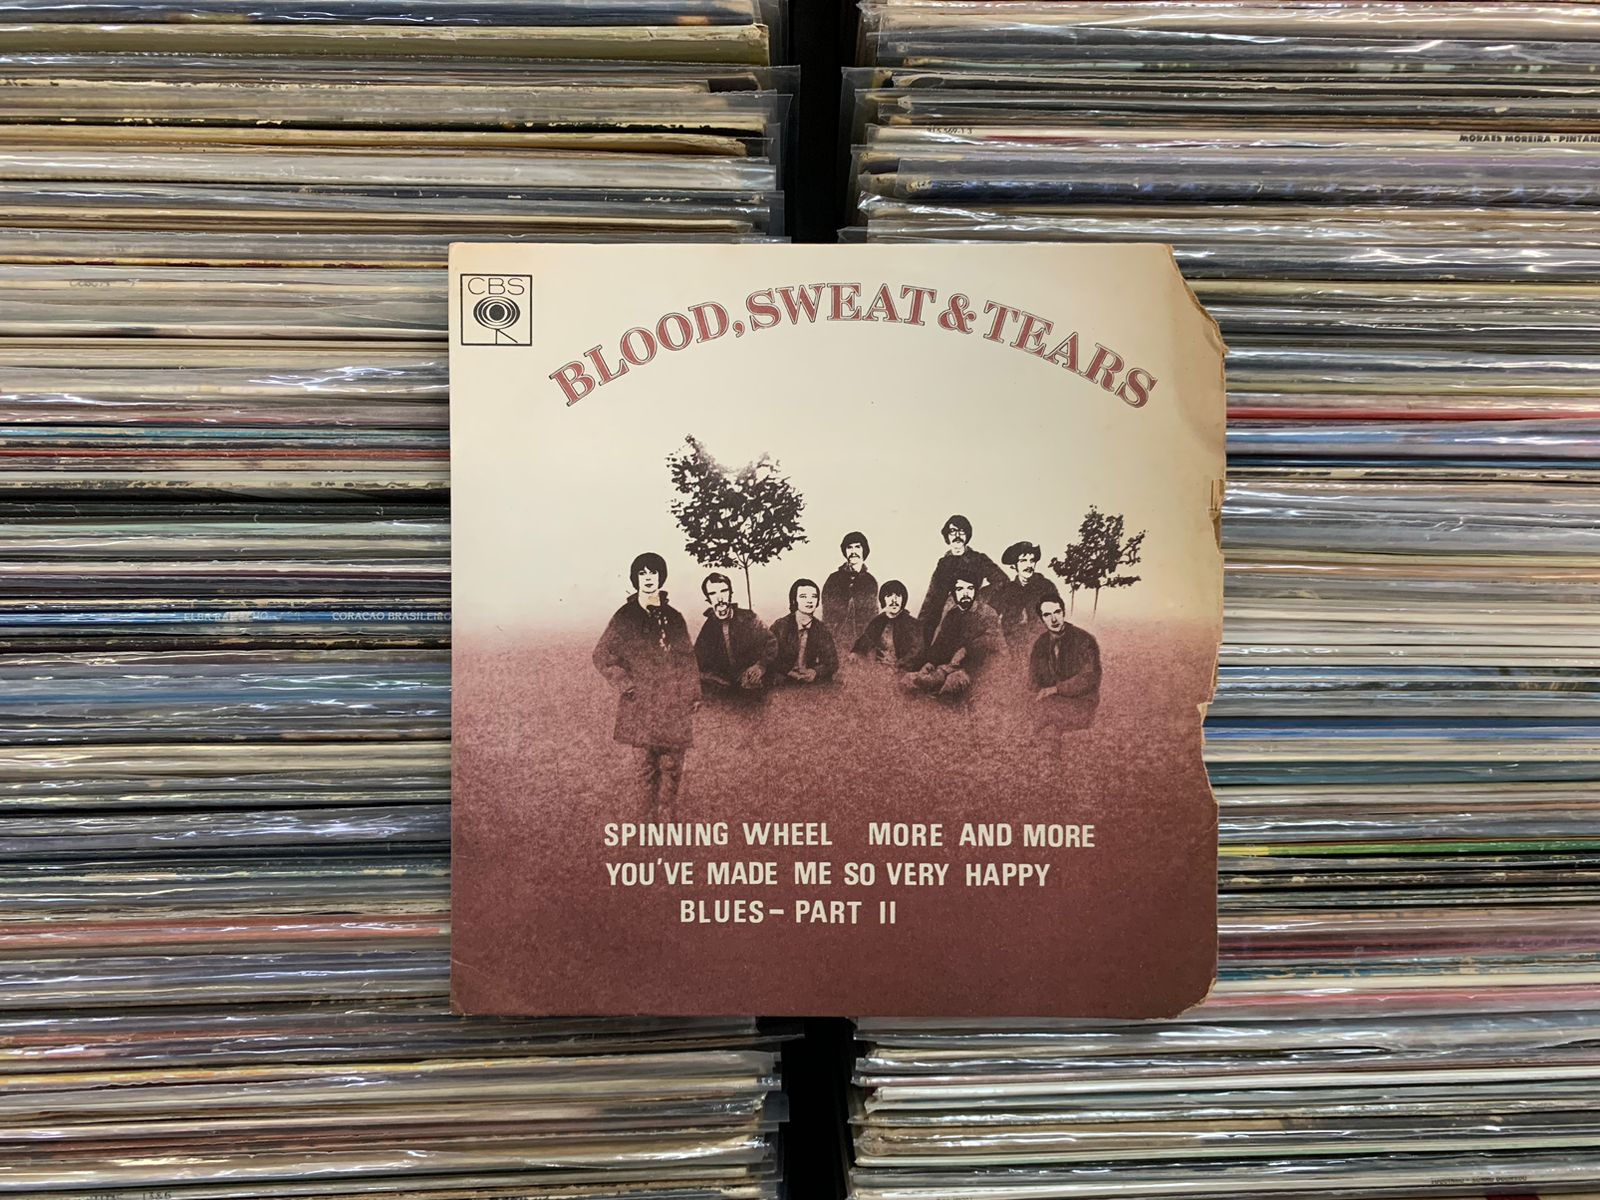 MORAES MOREIRA - PINTAN
CBS
BLOOD, SWEAT & TEARS
CORAÇÃO BRASILEIRO
SPINNING WHEEL MORE AND MORE
YOU'VE MADE ME SO VERY HAPPY
BLUES - PART II